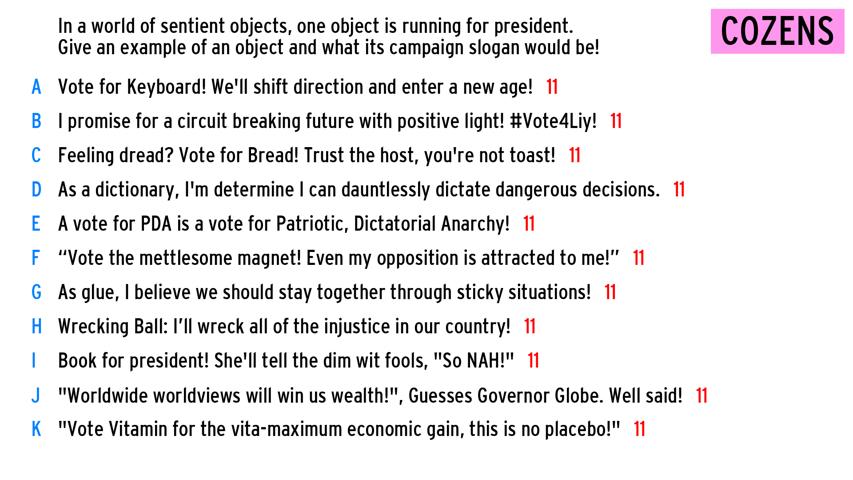 In a world of sentient objects, one object is running for president.
Give an example of an object and what its campaign slogan would be!
COZENS
A Vote for Keyboard! We'll shift direction and enter a new age! 11
B I promise for a circuit breaking future with positive light! #Vote4Liy! 11
C Feeling dread? Vote for Bread! Trust the host, you're not toast! 11
D As a dictionary, I'm determine I can dauntlessly dictate dangerous decisions. 11
E A vote for PDA is a vote for Patriotic, Dictatorial Anarchy! 11
F “Vote the mettlesome magnet! Even my opposition is attracted to me!” 11
G As glue, I believe we should stay together through sticky situations! 11
H Wrecking Ball: I’ll wreck all of the injustice in our country! 11
I Book for president! She'll tell the dim wit fools, "So NAH!" 11
J "Worldwide worldviews will win us wealth!", Guesses Governor Globe. Well said! 11
K "Vote Vitamin for the vita-maximum economic gain, this is no placebo!" 11